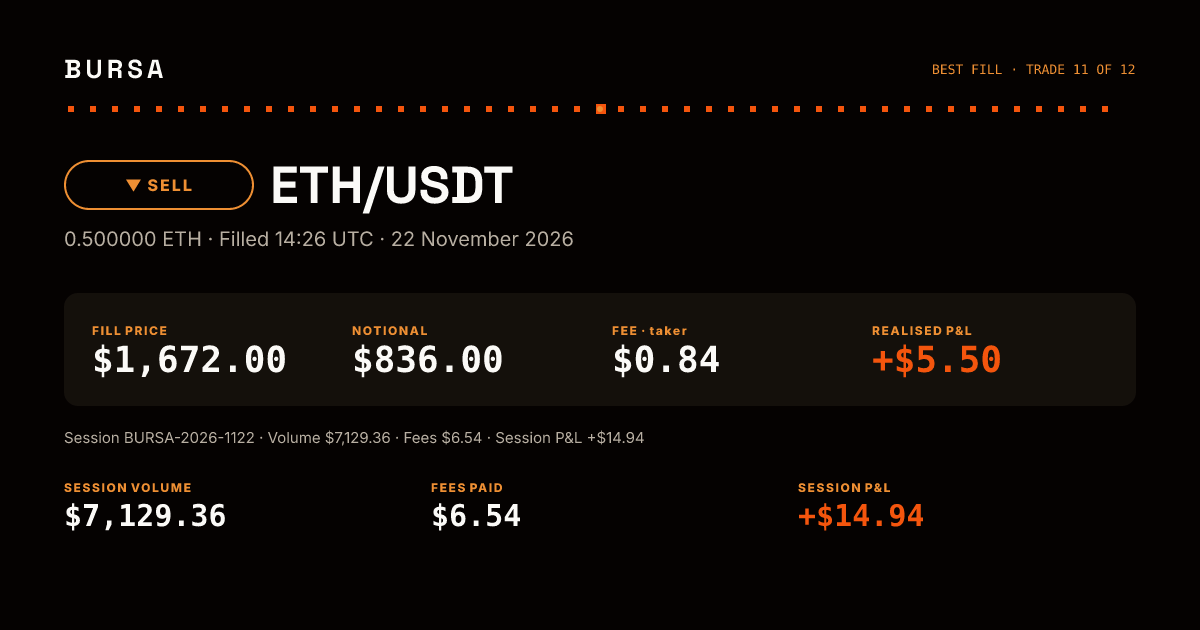 BURSA
BEST FILL · TRADE 11 OF 12
▼ SELL
ETH/USDT
0.500000 ETH · Filled 14:26 UTC · 22 November 2026
FILL PRICE
$1,672.00
NOTIONAL
$836.00
FEE · taker
$0.84
REALISED P&L
+$5.50
Session BURSA-2026-1122 · Volume $7,129.36 · Fees $6.54 · Session P&L +$14.94
SESSION VOLUME
$7,129.36
FEES PAID
$6.54
SESSION P&L
+$14.94